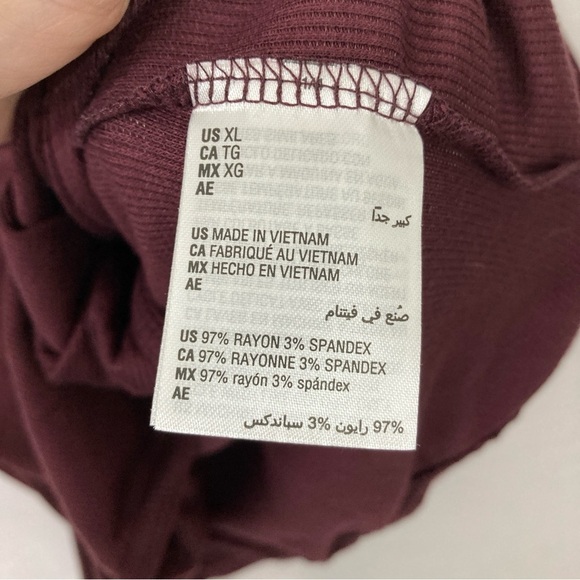 US XL
CA TG
MX XG
AE
كبير جدًا
US MADE IN VIETNAM
CA FABRIQUÉ AU VIETNAM
MX HECHO EN VIETNAM
AE
صُنع في فيتنام
US 97% RAYON 3% SPANDEX
CA 97% RAYONNE 3% SPANDEX
MX 97% rayón 3% spándex
AE
97% رايون 3% سباندكس